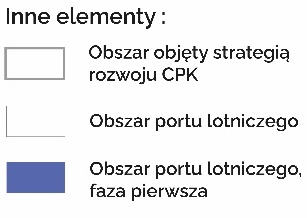 Inne elementy :
Obszar objęty strategią
rozwoju CPK
Obszar portu lotniczego
Obszar portu lotniczego,
faza pierwsza